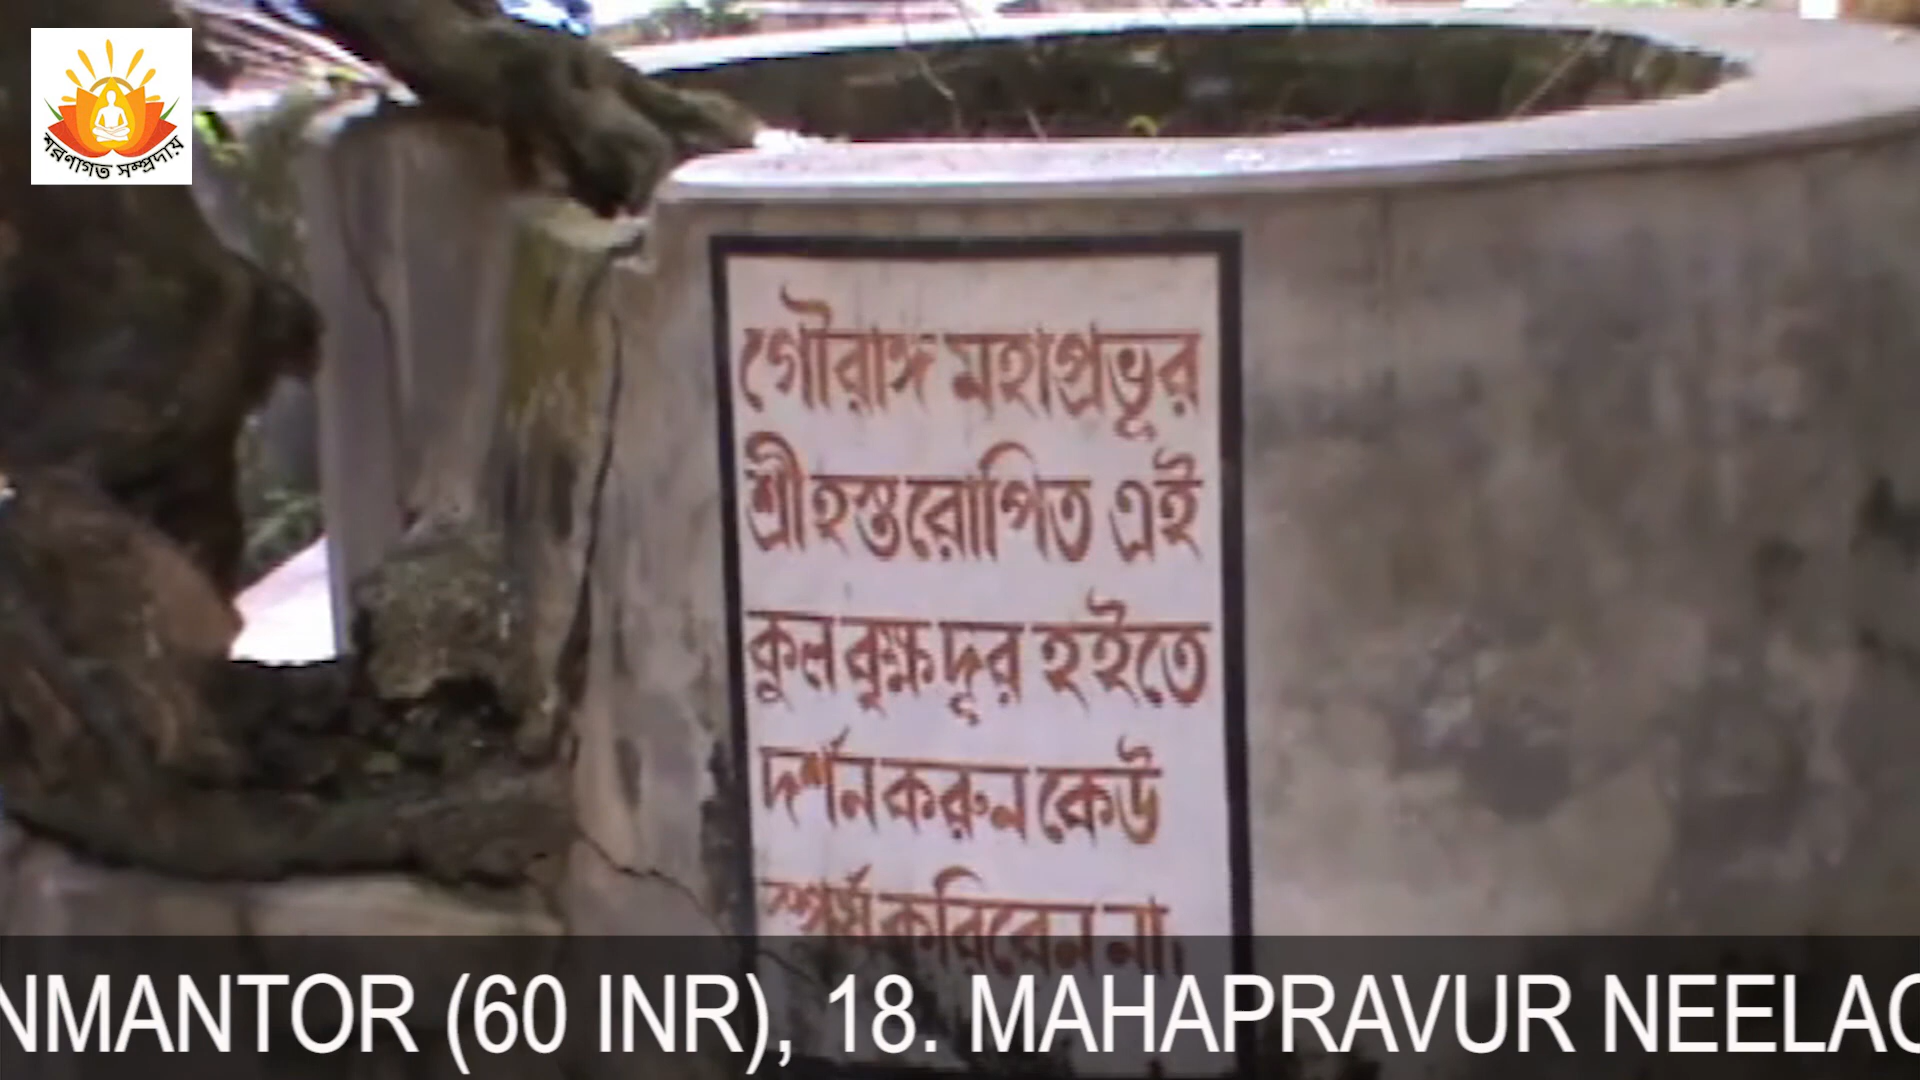 শরণাগত সম্প্রদায়
গৌরাঙ্গ মহাপ্রভূর
শ্রীহস্তরোপিত এই
কুল বৃক্ষ দূর হইতে
দর্শন করুন কেউ
স্পর্শ করিবেন না.
NMANTOR (60 INR), 18. MAHAPRAVUR NEELAC